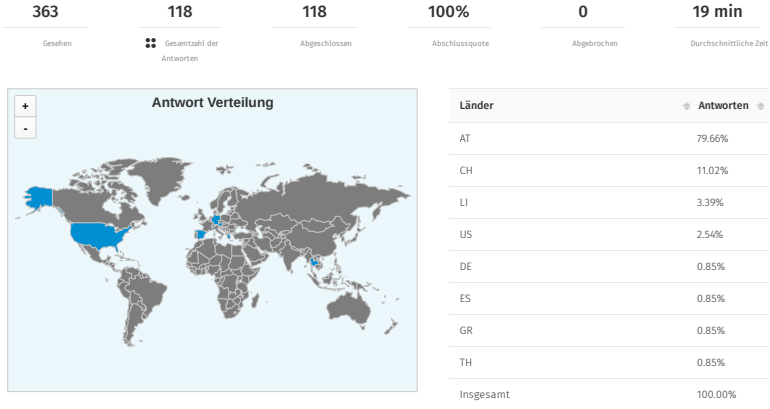 363
118
118
100%
0
19 min
Gesehen
Gesamtzahl der
Antworten
Abgeschlossen
Abschlussquote
Abgebrochen
Durchschnittliche Zeit
+
-
Antwort Verteilung
Länder Antworten
AT 79.66%
CH 11.02%
LI 3.39%
US 2.54%
DE 0.85%
ES 0.85%
GR 0.85%
TH 0.85%
Insgesamt 100.00%